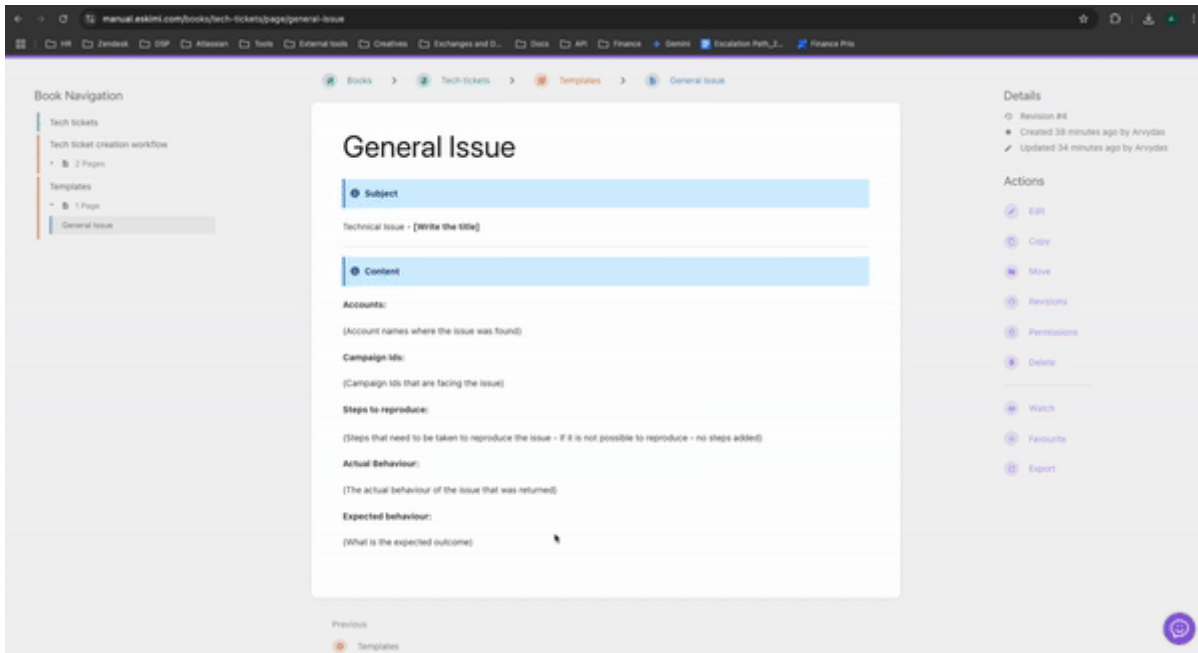 manual.eskimi.com/books/tech-tickets/page/general-issue
HR Zendesk DSP Atlassian Tools External tools Creatives Exchanges and D... Docs API Finance Gemini Escalation Path_2... Finance Prio
Books > Tech tickets > Templates > General Issue
Book Navigation
Tech tickets
Tech ticket creation workflow
2 Pages
Templates
1 Page
General Issue
General Issue
Subject
Technical Issue - [Write the title]
Content
Accounts:
(Account names where the issue was found)
Campaign Ids:
(Campaign Ids that are facing the issue)
Steps to reproduce:
(Steps that need to be taken to reproduce the issue - If it is not possible to reproduce - no steps added)
Actual Behaviour:
(The actual behaviour of the issue that was returned)
Expected behaviour:
(What is the expected outcome)
Previous
Templates
Details
Revision #4
Created 38 minutes ago by Arvydas
Updated 34 minutes ago by Arvydas
Actions
Edit
Copy
Move
Revisions
Permissions
Delete
Watch
Favourite
Export